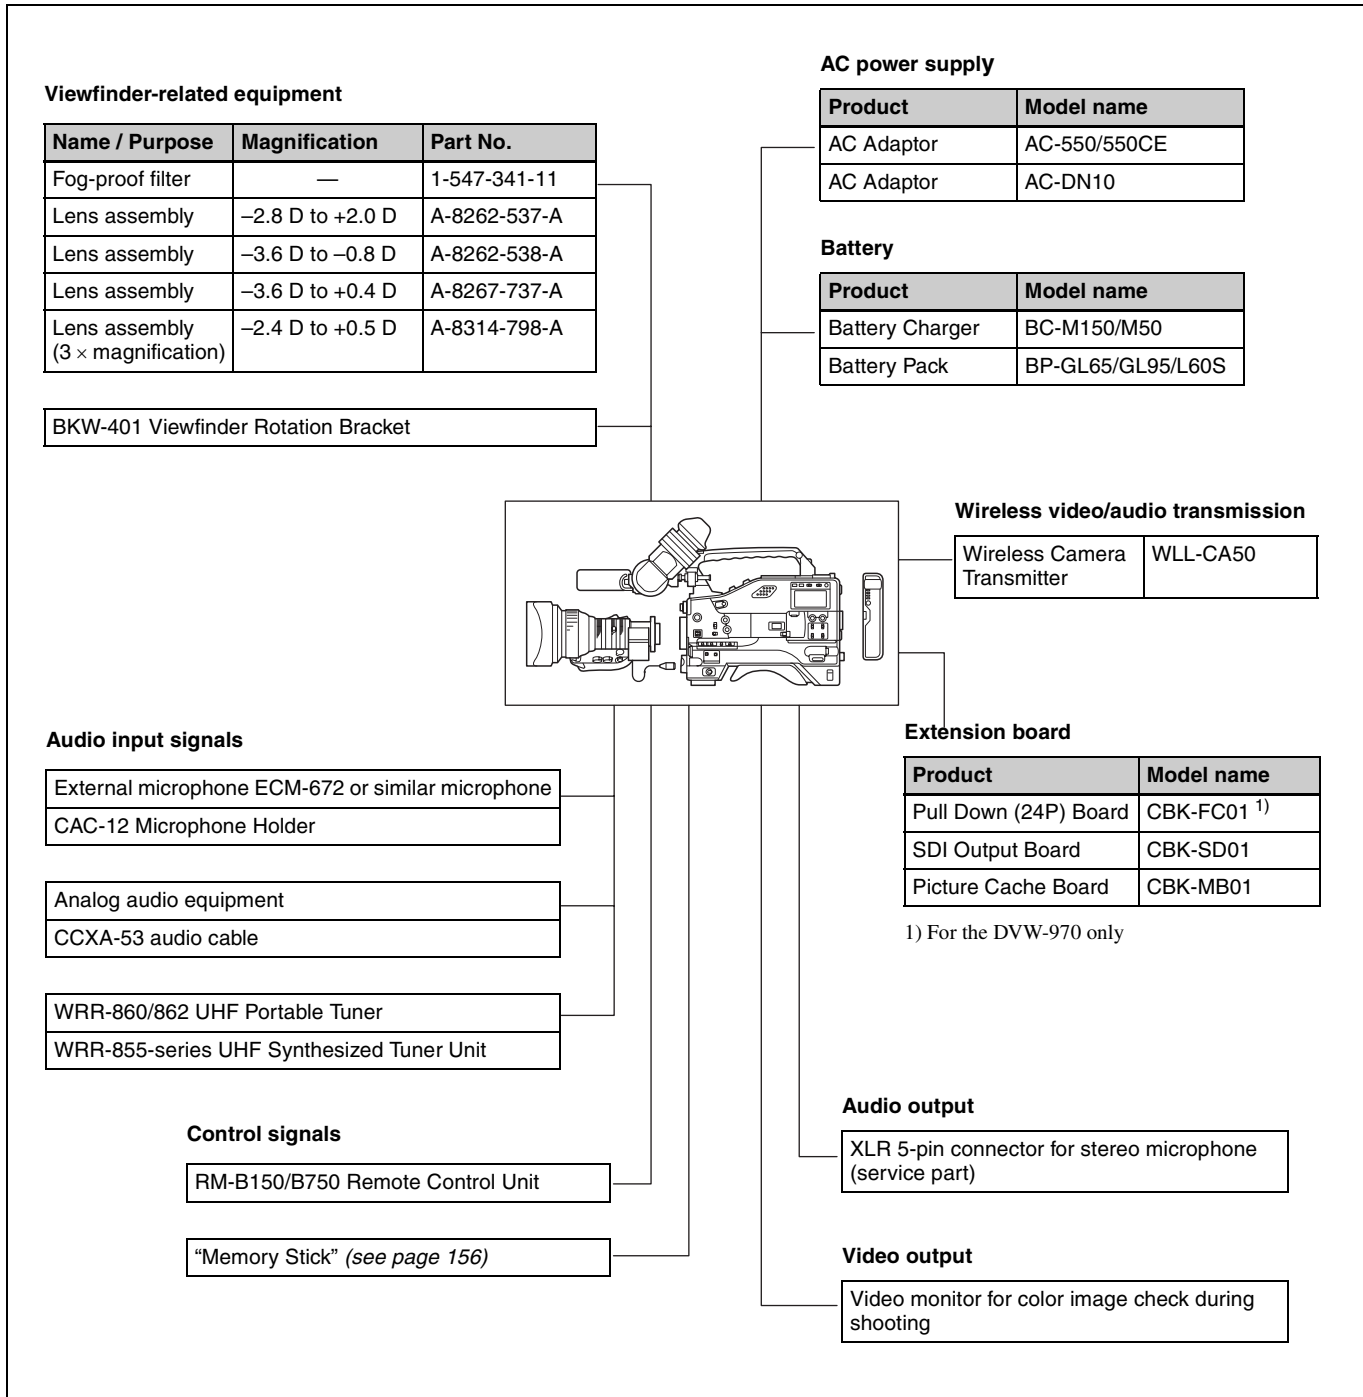 Viewfinder-related equipment
Name / Purpose Magnification Part No.
Fog-proof filter — 1-547-341-11
Lens assembly –2.8 D to +2.0 D A-8262-537-A
Lens assembly –3.6 D to –0.8 D A-8262-538-A
Lens assembly –3.6 D to +0.4 D A-8267-737-A
Lens assembly –2.4 D to +0.5 D A-8314-798-A
(3 × magnification)
BKW-401 Viewfinder Rotation Bracket
AC power supply
Product Model name
AC Adaptor AC-550/550CE
AC Adaptor AC-DN10
Battery
Product Model name
Battery Charger BC-M150/M50
Battery Pack BP-GL65/GL95/L60S
Wireless video/audio transmission
Wireless Camera WLL-CA50
Transmitter
Extension board
Product Model name
Pull Down (24P) Board CBK-FC01 1)
SDI Output Board CBK-SD01
Picture Cache Board CBK-MB01
1) For the DVW-970 only
Audio input signals
External microphone ECM-672 or similar microphone
CAC-12 Microphone Holder
Analog audio equipment
CCXA-53 audio cable
WRR-860/862 UHF Portable Tuner
WRR-855-series UHF Synthesized Tuner Unit
Control signals
RM-B150/B750 Remote Control Unit
“Memory Stick” (see page 156)
Audio output
XLR 5-pin connector for stereo microphone
(service part)
Video output
Video monitor for color image check during
shooting